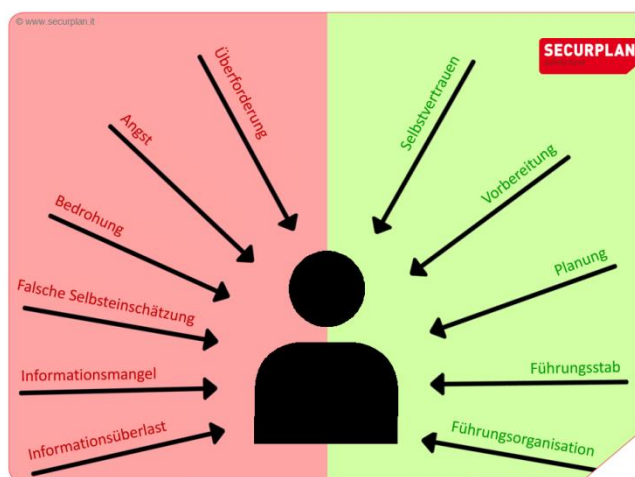 © www.securplan.it
SECURPLAN
Überforderung
Angst
Bedrohung
Falsche Selbsteinschätzung
Informationsmangel
Informationsüberlast
Selbstvertrauen
Vorbereitung
Planung
Führungsstab
Führungsorganisation